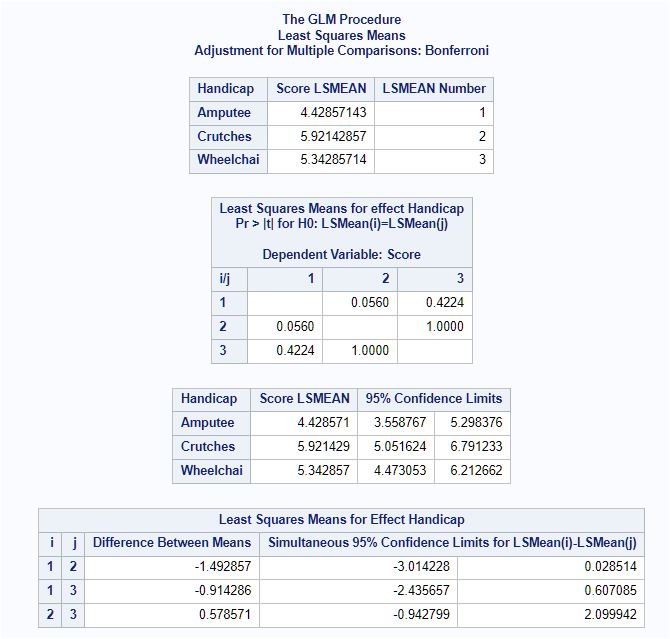 The GLM Procedure
Least Squares Means
Adjustment for Multiple Comparisons: Bonferroni
Handicap Score LSMEAN LSMEAN Number
Amputee 4.42857143 1
Crutches 5.92142857 2
Wheelchai 5.34285714 3
Least Squares Means for effect Handicap
Pr > |t| for H0: LSMean(i)=LSMean(j)
Dependent Variable: Score
i/j 1 2 3
1 0.0560 0.4224
2 0.0560 1.0000
3 0.4224 1.0000
Handicap Score LSMEAN 95% Confidence Limits
Amputee 4.428571 3.558767 5.298376
Crutches 5.921429 5.051624 6.791233
Wheelchai 5.342857 4.473053 6.212662
Least Squares Means for Effect Handicap
i j Difference Between Means Simultaneous 95% Confidence Limits for LSMean(i)-LSMean(j)
1 2 -1.492857 -3.014228 0.028514
1 3 -0.914286 -2.435657 0.607085
2 3 0.578571 -0.942799 2.099942